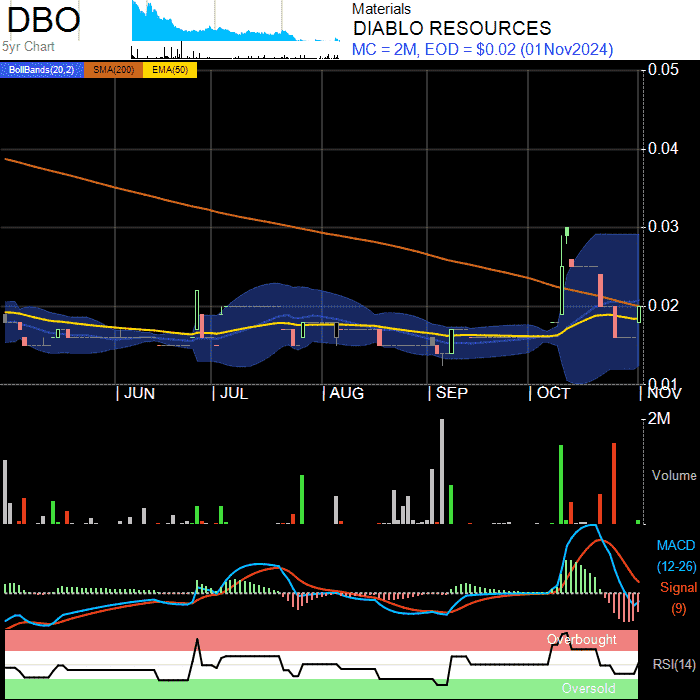 DBO
5yr Chart
Materials
DIABLO RESOURCES
MC = 2M, EOD = $0.02 (01Nov2024)
BollBands(20,2) SMA(200) EMA(50)
0.05
0.04
0.03
0.02
0.01
JUN JUL AUG SEP OCT NOV
2M
Volume
MACD
(12-26)
Signal
(9)
Overbought
RSI(14)
Oversold